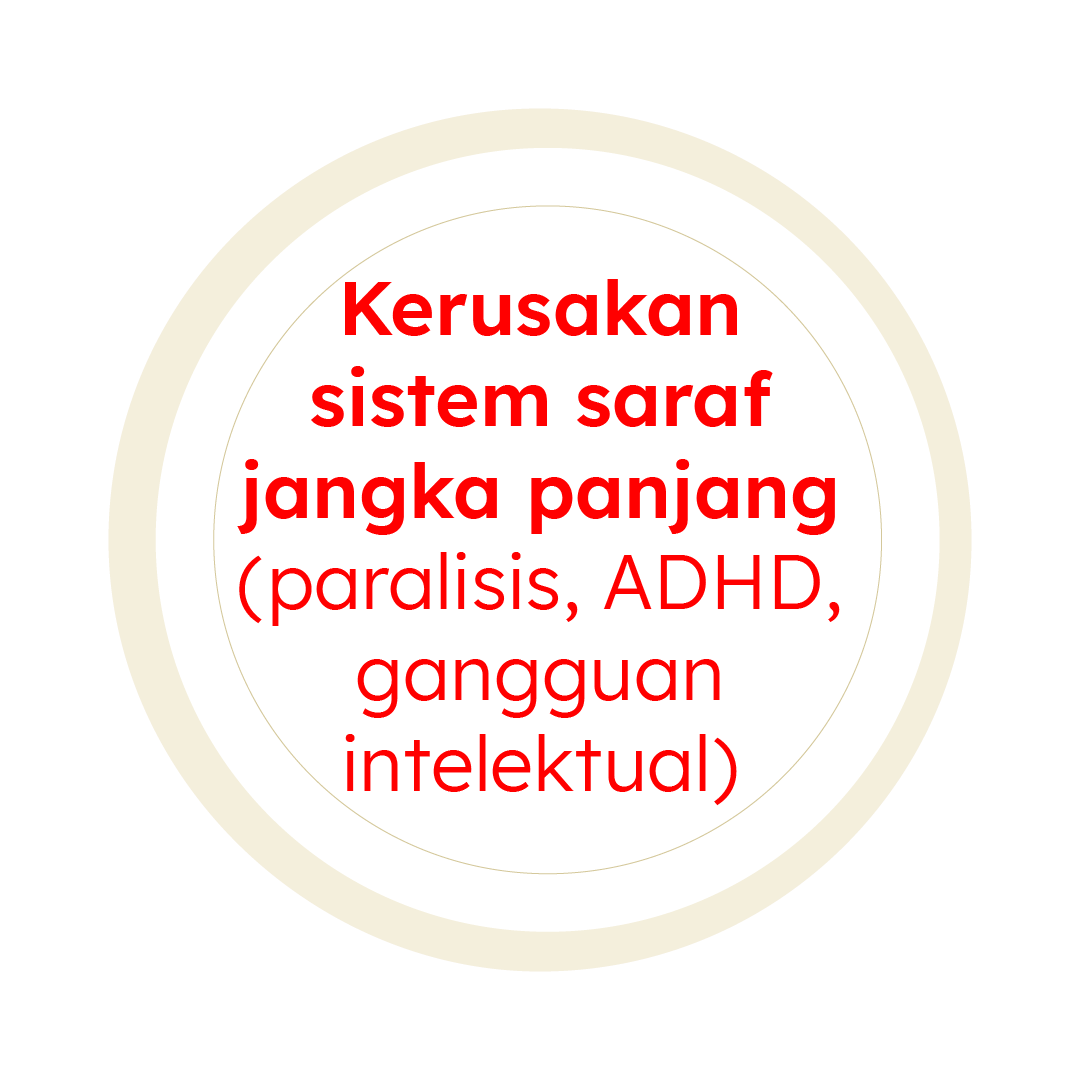 Kerusakan
sistem saraf
jangka panjang
(paralisis, ADHD,
gangguan
intelektual)